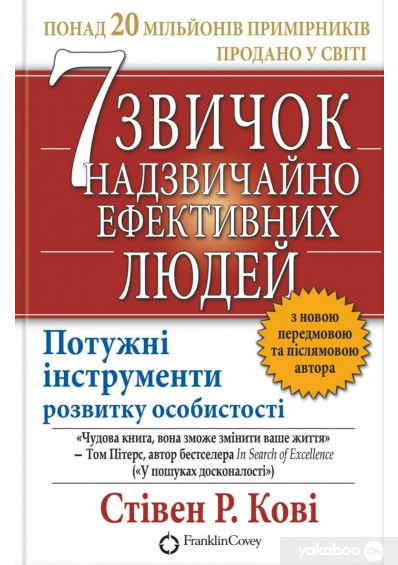 ПОНАД 20 МІЛЬЙОНІВ ПРИМІРНИКІВ
ПРОДАНО У СВІТІ
7 ЗВИЧОК
НАДЗВИЧАЙНО
ЕФЕКТИВНИХ
ЛЮДЕЙ
з новою
передмовою
та післямовою
автора
Потужні
інструменти
розвитку особистості
«Чудова книга, вона зможе змінити ваше життя»
– Том Пітерс, автор бестселера In Search of Excellence
(«У пошуках досконалості»)
Стівен Р. Кові
FranklinCovey
yakaboo